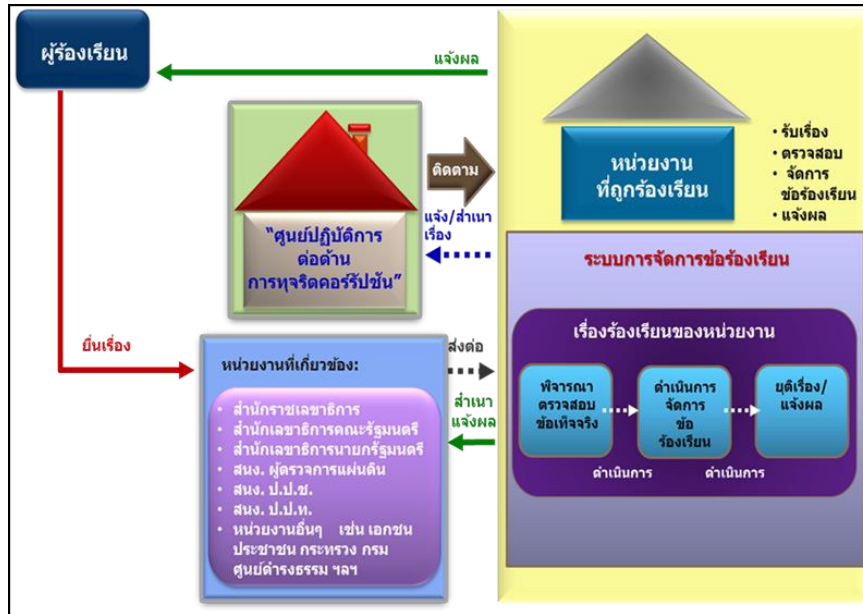 ผู้ร้องเรียน
แจ้งผล
ติดตาม
แจ้ง/สำเนา
เรื่อง
"ศูนย์ปฏิบัติการ
ต่อต้าน
การทุจริตคอร์รัปชัน"
หน่วยงาน
ที่ถูกร้องเรียน
• รับเรื่อง
• ตรวจสอบ
• จัดการ
ข้อร้องเรียน
• แจ้งผล
ระบบการจัดการข้อร้องเรียน
เรื่องร้องเรียนของหน่วยงาน
พิจารณา
ตรวจสอบ
ข้อเท็จจริง
ดำเนินการ
จัดการ
ข้อ
ร้องเรียน
ยุติเรื่อง/
แจ้งผล
ดำเนินการ
ดำเนินการ
ยื่นเรื่อง
ส่งต่อ
สำเนา
แจ้งผล
หน่วยงานที่เกี่ยวข้อง:
• สำนักราชเลขาธิการ
• สำนักเลขาธิการคณะรัฐมนตรี
• สำนักเลขาธิการนายกรัฐมนตรี
• สนง. ผู้ตรวจการแผ่นดิน
• สนง. ป.ป.ช.
• สนง. ป.ป.ท.
• หน่วยงานอื่นๆ เช่น เอกชน
ประชาชน กระทรวง กรม
ศูนย์ดำรงธรรม ฯลฯ